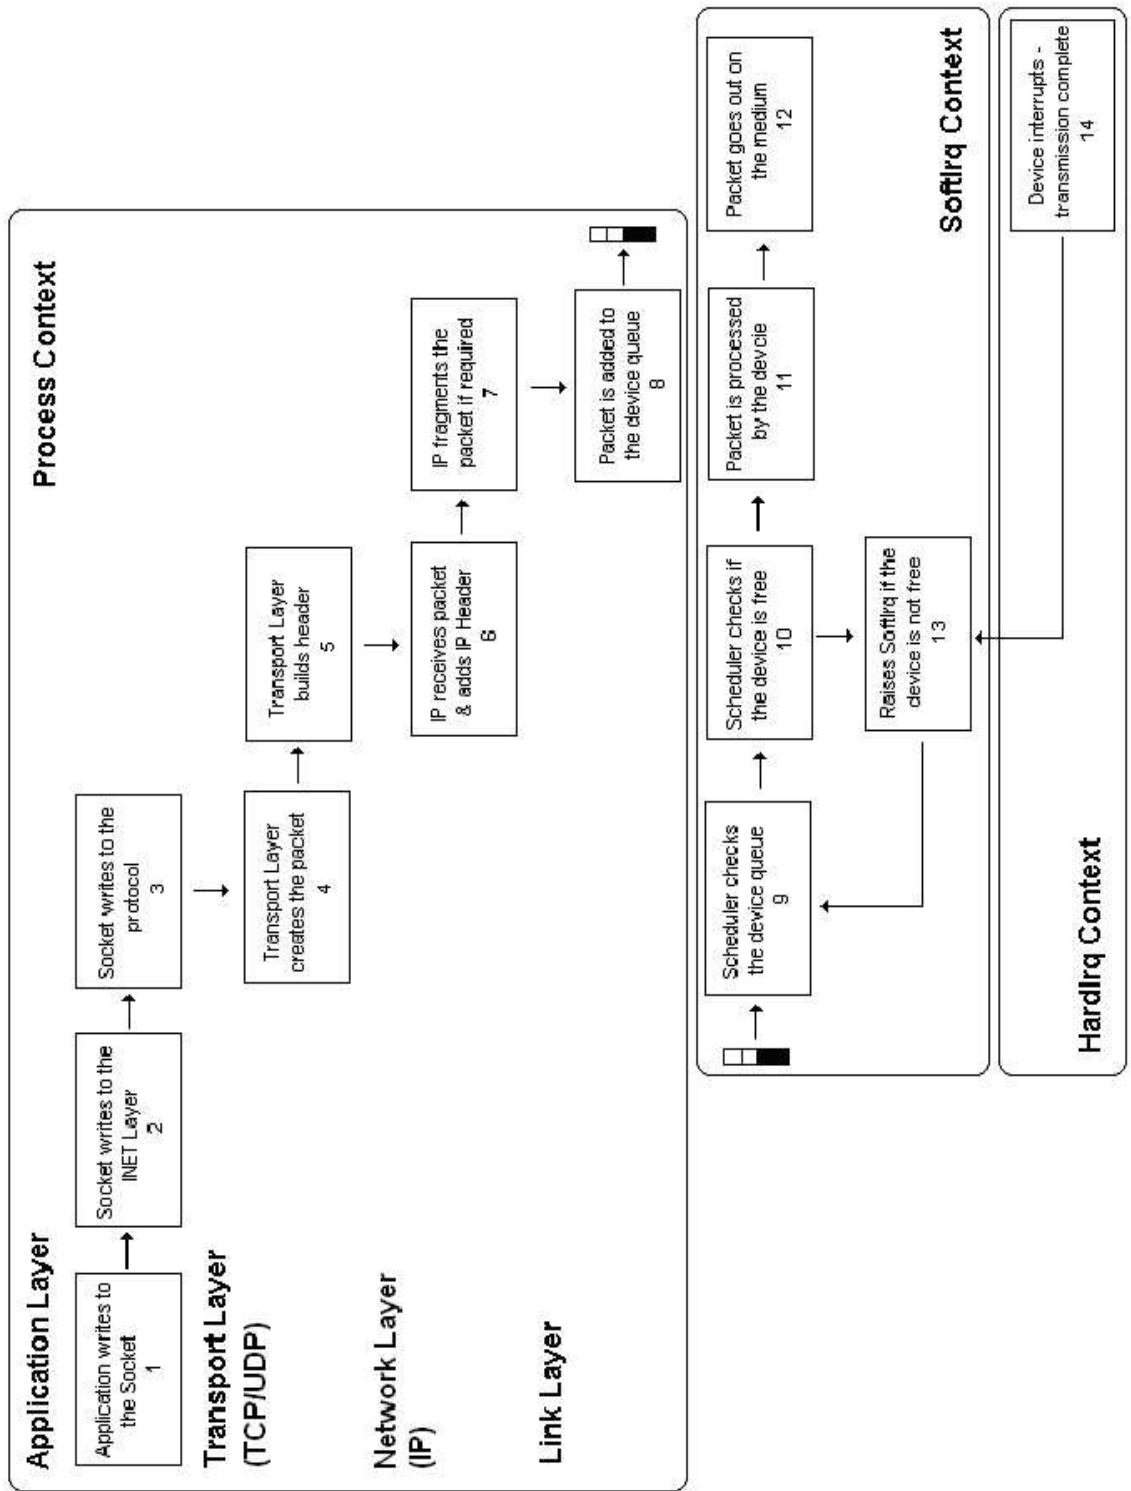 Application Layer
Process Context
Application writes to
the Socket
1
Socket writes to the
INET Layer
2
Socket writes to the
protocol
3
Transport Layer
(TCP/UDP)
Transport Layer
creates the packet
4
Transport Layer
builds header
5
Network Layer
(IP)
IP receives packet
& adds IP Header
6
IP fragments the
packet if required
7
Link Layer
Packet is added to
the device queue
8
Scheduler checks
the device queue
9
Scheduler checks if
the device is free
10
Packet is processed
by the devcie
11
Packet goes out on
the medium
12
Raises SoftIrq if the
device is not free
13
SoftIrq Context
HardIrq Context
Device interrupts -
transmission complete
14